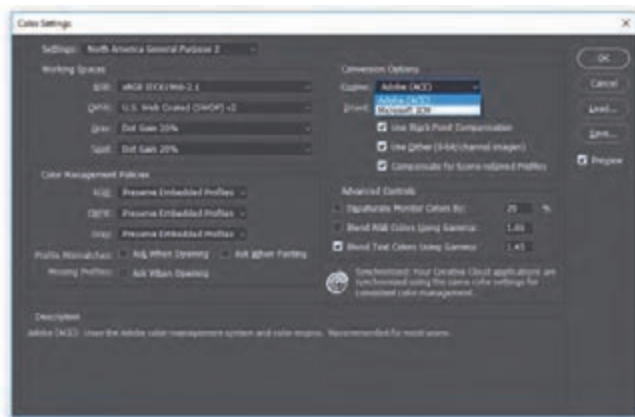 Color Settings
Settings: North America General Purpose 2
Working Spaces
RGB: sRGB IEC61966-2.1
CMYK: U.S. Web Coated (SWOP) v2
Gray: Dot Gain 20%
Spot: Dot Gain 20%
Color Management Policies
RGB: Preserve Embedded Profiles
CMYK: Preserve Embedded Profiles
Gray: Preserve Embedded Profiles
Profile Mismatches: Ask When Opening Ask When Pasting
Missing Profiles: Ask When Opening
Conversion Options
Engine: Adobe (ACE)
Adobe (ACE)
Microsoft ICM
Intent:
Use Black Point Compensation
Use Dither (8-bit/channel images)
Compensate for Scene-referred Profiles
Advanced Controls
Desaturate Monitor Colors By: 20 %
Blend RGB Colors Using Gamma: 1.00
Blend Text Colors Using Gamma: 1.45
Synchronized: Your Creative Cloud applications are
synchronized using the same color settings for
consistent color management.
OK
Cancel
Load...
Save...
Preview
Description
Adobe (ACE): Uses the Adobe color management system and color engine. Recommended for most users.